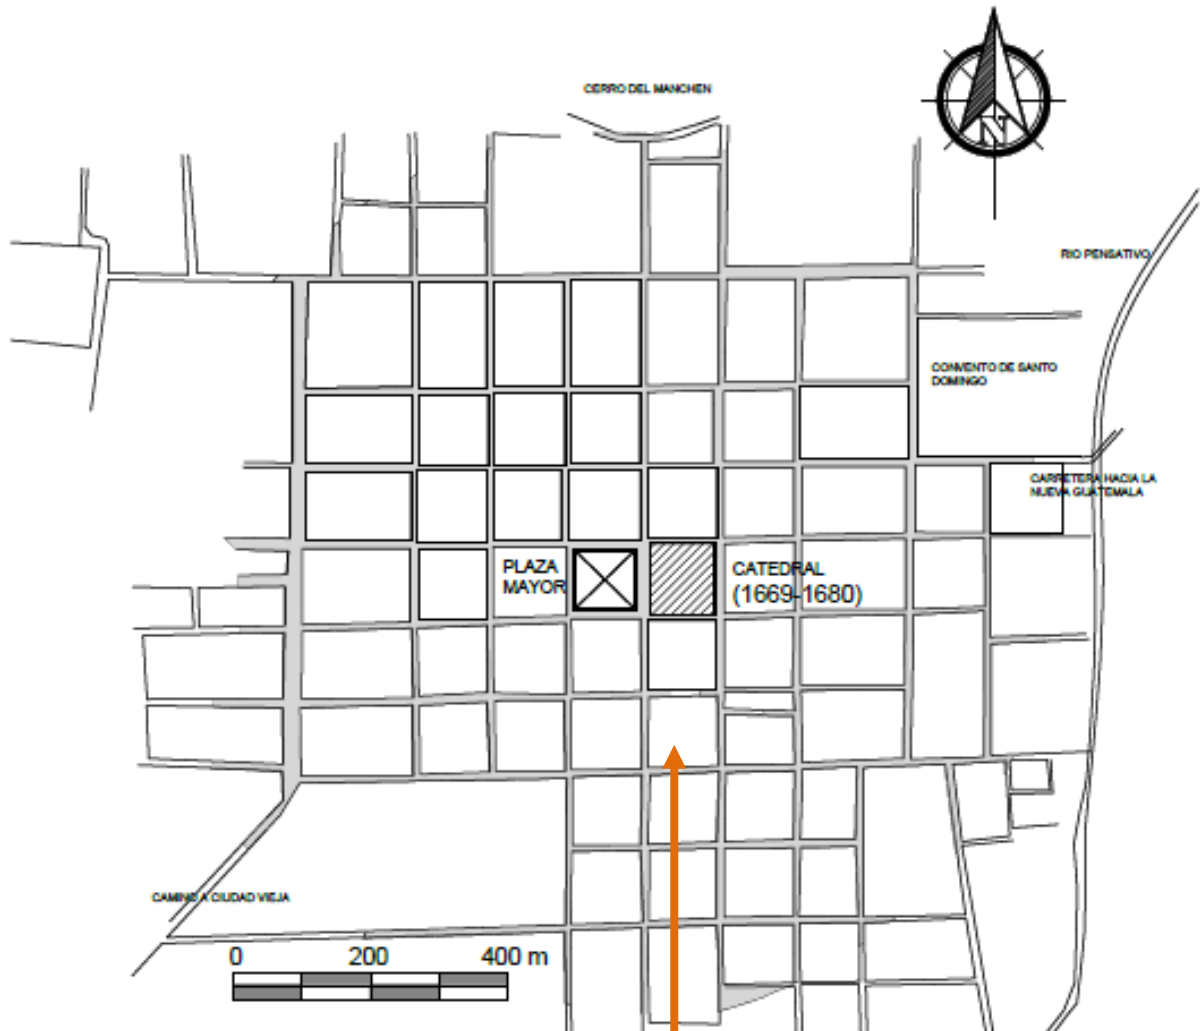 CERRO DEL MANCHEN
N
RIO PENSATIVO
CONVENTO DE SANTO
DOMINGO
CARRETERA HACIA LA
NUEVA GUATEMALA
PLAZA
MAYOR
CATEDRAL
(1669-1680)
CAMINO A CIUDAD VIEJA
0 200 400 m